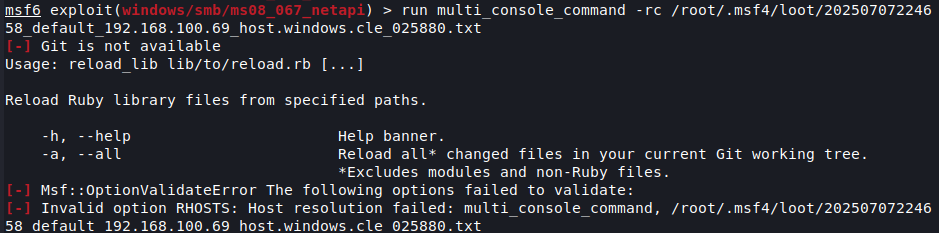 msf6 exploit(windows/smb/ms08_067_netapi) > run multi_console_command -rc /root/.msf4/loot/202507072246
58_default_192.168.100.69_host.windows.cle_025880.txt
[-] Git is not available
Usage: reload_lib lib/to/reload.rb [...]
Reload Ruby library files from specified paths.
-h, --help Help banner.
-a, --all Reload all* changed files in your current Git working tree.
*Excludes modules and non-Ruby files.
[-] Msf::OptionValidateError The following options failed to validate:
[-] Invalid option RHOSTS: Host resolution failed: multi_console_command, /root/.msf4/loot/202507072246
58_default_192.168.100.69_host.windows.cle_025880.txt